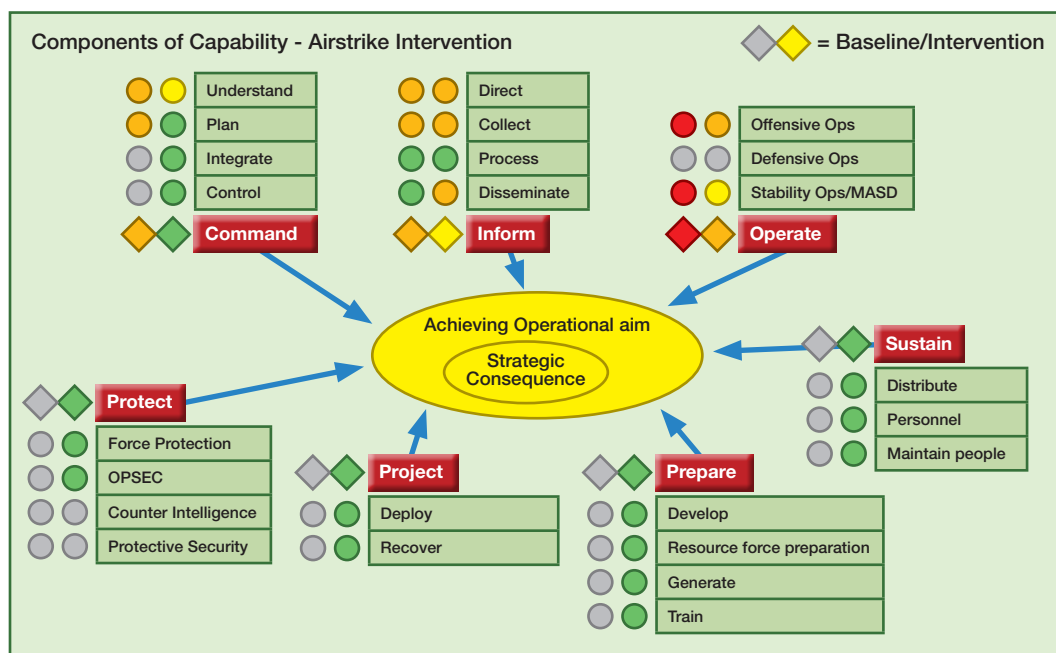 Components of Capability - Airstrike Intervention
= Baseline/Intervention
Understand
Plan
Integrate
Control
Command
Direct
Collect
Process
Disseminate
Inform
Offensive Ops
Defensive Ops
Stability Ops/MASD
Operate
Achieving Operational aim
Strategic
Consequence
Sustain
Distribute
Personnel
Maintain people
Protect
Force Protection
OPSEC
Counter Intelligence
Protective Security
Project
Deploy
Recover
Prepare
Develop
Resource force preparation
Generate
Train